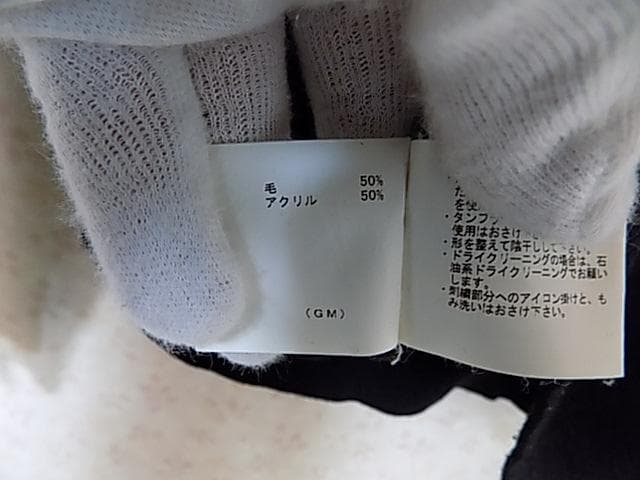 毛 50%
アクリル 50%
(GM)
た
を使
・タンブ
使用はおさけ
・形を整えて陰干しして下さい。
・ドライクリーニングの場合は、石
油系ドライクリーニングでお願い
します。
・刺繍部分へのアイコン掛けと、も
み洗いはおさけ下さい。